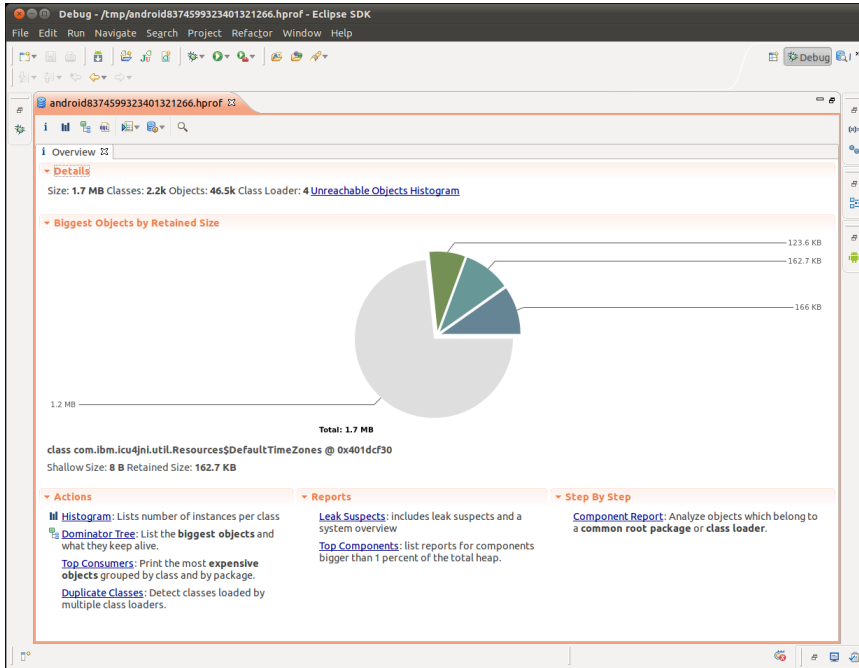 Debug - /tmp/android8374599323401321266.hprof - Eclipse SDK
File Edit Run Navigate Search Project Refactor Window Help
Debug
android8374599323401321266.hprof
i Overview
Details
Size: 1.7 MB Classes: 2.2k Objects: 46.5k Class Loader: 4 Unreachable Objects Histogram
Biggest Objects by Retained Size
123.6 KB
162.7 KB
166 KB
1.2 MB
Total: 1.7 MB
class com.ibm.icu4jni.util.Resources$DefaultTimeZones @ 0x401dcf30
Shallow Size: 8 B Retained Size: 162.7 KB
Actions
Histogram: Lists number of instances per class
Dominator Tree: List the biggest objects and
what they keep alive.
Top Consumers: Print the most expensive
objects grouped by class and by package.
Duplicate Classes: Detect classes loaded by
multiple class loaders.
Reports
Leak Suspects: includes leak suspects and a
system overview
Top Components: list reports for components
bigger than 1 percent of the total heap.
Step By Step
Component Report: Analyze objects which belong to
a common root package or class loader.